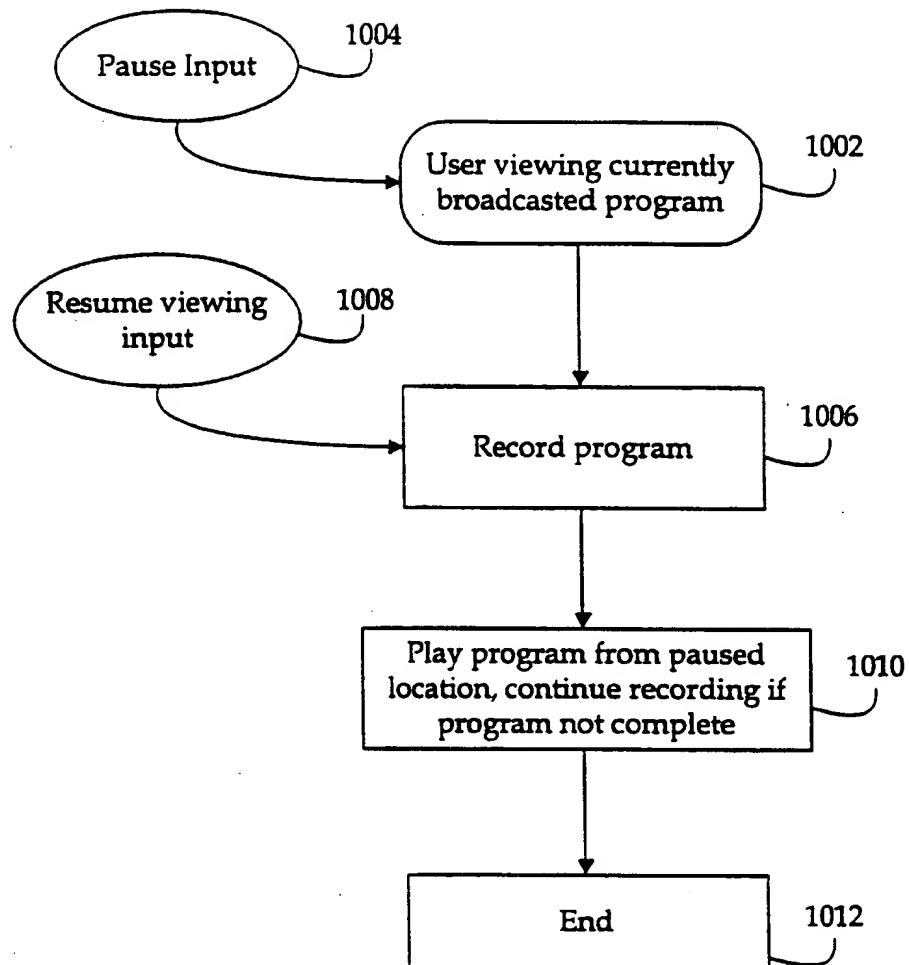 1004
Pause Input
1002
User viewing currently
broadcasted program
1008
Resume viewing
input
1006
Record program
1010
Play program from paused
location, continue recording if
program not complete
1012
End